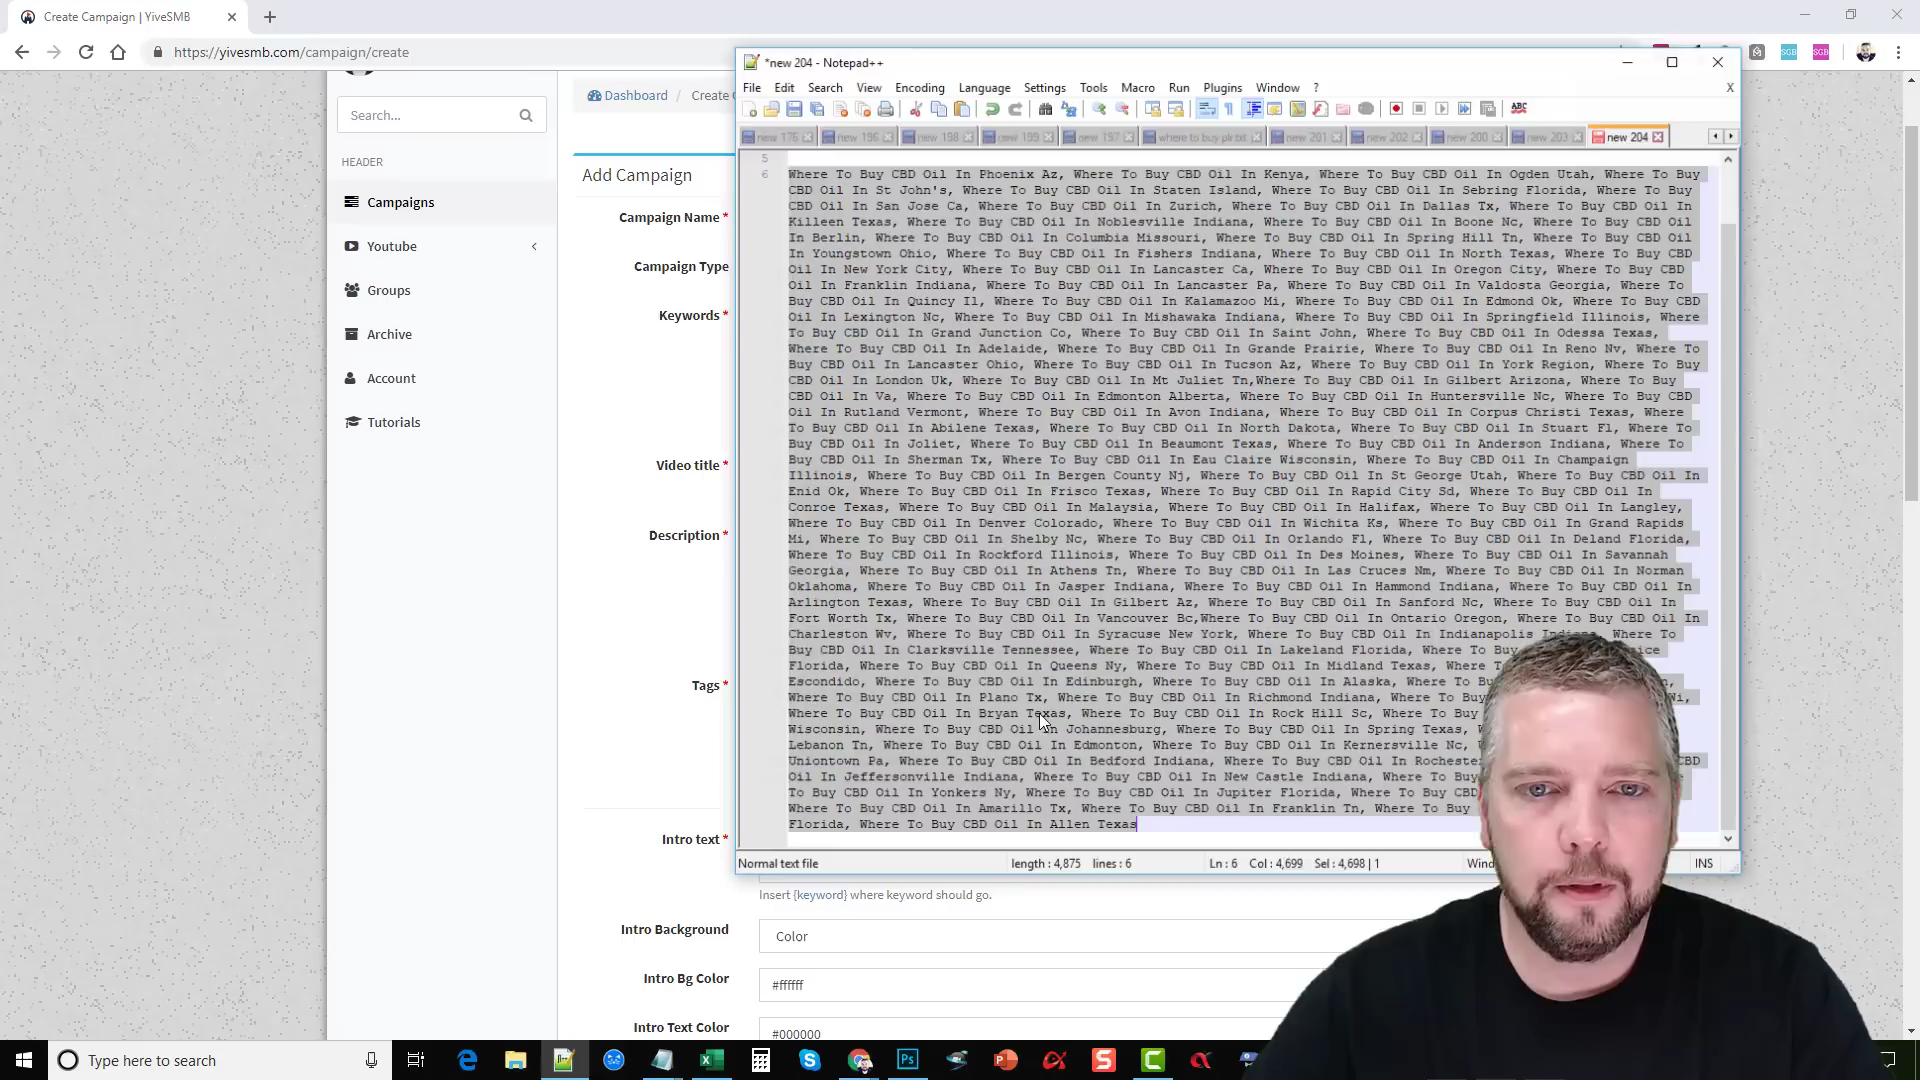 Create Campaign | YiveSMB
https://yivesmb.com/campaign/create
SGB
SGB
Search...
HEADER
Campaigns
Youtube
Groups
Archive
Account
Tutorials
Dashboard / Create
Add Campaign
Campaign Name *
Campaign Type
Keywords *
Video title *
Description *
Tags *
Intro text *
Insert {keyword} where keyword should go.
Intro Background
Color
Intro Bg Color
#ffffff
Intro Text Color
#000000
*new 204 - Notepad++
File Edit Search View Encoding Language Settings Tools Macro Run Plugins Window ?
X
ABC
new 176
new 196
new 198
new 199
new 197
where to buy plr.txt
new 201
new 202
new 200
new 203
new 204
5
6
Where To Buy CBD Oil In Phoenix Az, Where To Buy CBD Oil In Kenya, Where To Buy CBD Oil In Ogden Utah, Where To Buy
CBD Oil In St John's, Where To Buy CBD Oil In Staten Island, Where To Buy CBD Oil In Sebring Florida, Where To Buy
CBD Oil In San Jose Ca, Where To Buy CBD Oil In Zurich, Where To Buy CBD Oil In Dallas Tx, Where To Buy CBD Oil In
Killeen Texas, Where To Buy CBD Oil In Noblesville Indiana, Where To Buy CBD Oil In Boone Nc, Where To Buy CBD Oil
In Berlin, Where To Buy CBD Oil In Columbia Missouri, Where To Buy CBD Oil In Spring Hill Tn, Where To Buy CBD Oil
In Youngstown Ohio, Where To Buy CBD Oil In Fishers Indiana, Where To Buy CBD Oil In North Texas, Where To Buy CBD
Oil In New York City, Where To Buy CBD Oil In Lancaster Ca, Where To Buy CBD Oil In Oregon City, Where To Buy CBD
Oil In Franklin Indiana, Where To Buy CBD Oil In Lancaster Pa, Where To Buy CBD Oil In Valdosta Georgia, Where To
Buy CBD Oil In Quincy Il, Where To Buy CBD Oil In Kalamazoo Mi, Where To Buy CBD Oil In Edmond Ok, Where To Buy CBD
Oil In Lexington Nc, Where To Buy CBD Oil In Mishawaka Indiana, Where To Buy CBD Oil In Springfield Illinois, Where
To Buy CBD Oil In Grand Junction Co, Where To Buy CBD Oil In Saint John, Where To Buy CBD Oil In Odessa Texas,
Where To Buy CBD Oil In Adelaide, Where To Buy CBD Oil In Grande Prairie, Where To Buy CBD Oil In Reno Nv, Where To
Buy CBD Oil In Lancaster Ohio, Where To Buy CBD Oil In Tucson Az, Where To Buy CBD Oil In York Region, Where To Buy
CBD Oil In London Uk, Where To Buy CBD Oil In Mt Juliet Tn,Where To Buy CBD Oil In Gilbert Arizona, Where To Buy
CBD Oil In Va, Where To Buy CBD Oil In Edmonton Alberta, Where To Buy CBD Oil In Huntersville Nc, Where To Buy CBD
Oil In Rutland Vermont, Where To Buy CBD Oil In Avon Indiana, Where To Buy CBD Oil In Corpus Christi Texas, Where
To Buy CBD Oil In Abilene Texas, Where To Buy CBD Oil In North Dakota, Where To Buy CBD Oil In Stuart Fl, Where To
Buy CBD Oil In Joliet, Where To Buy CBD Oil In Beaumont Texas, Where To Buy CBD Oil In Anderson Indiana, Where To
Buy CBD Oil In Sherman Tx, Where To Buy CBD Oil In Eau Claire Wisconsin, Where To Buy CBD Oil In Champaign
Illinois, Where To Buy CBD Oil In Bergen County Nj, Where To Buy CBD Oil In St George Utah, Where To Buy CBD Oil In
Enid Ok, Where To Buy CBD Oil In Frisco Texas, Where To Buy CBD Oil In Rapid City Sd, Where To Buy CBD Oil In
Conroe Texas, Where To Buy CBD Oil In Malaysia, Where To Buy CBD Oil In Halifax, Where To Buy CBD Oil In Langley,
Where To Buy CBD Oil In Denver Colorado, Where To Buy CBD Oil In Wichita Ks, Where To Buy CBD Oil In Grand Rapids
Mi, Where To Buy CBD Oil In Shelby Nc, Where To Buy CBD Oil In Orlando Fl, Where To Buy CBD Oil In Deland Florida,
Where To Buy CBD Oil In Rockford Illinois, Where To Buy CBD Oil In Des Moines, Where To Buy CBD Oil In Savannah
Georgia, Where To Buy CBD Oil In Athens Tn, Where To Buy CBD Oil In Las Cruces Nm, Where To Buy CBD Oil In Norman
Oklahoma, Where To Buy CBD Oil In Jasper Indiana, Where To Buy CBD Oil In Hammond Indiana, Where To Buy CBD Oil In
Arlington Texas, Where To Buy CBD Oil In Gilbert Az, Where To Buy CBD Oil In Sanford Nc, Where To Buy CBD Oil In
Fort Worth Tx, Where To Buy CBD Oil In Vancouver Bc,Where To Buy CBD Oil In Ontario Oregon, Where To Buy CBD Oil In
Charleston Wv, Where To Buy CBD Oil In Syracuse New York, Where To Buy CBD Oil In Indianapolis Indiana, Where To
Buy CBD Oil In Clarksville Tennessee, Where To Buy CBD Oil In Lakeland Florida, Where To Buy
Florida, Where To Buy CBD Oil In Queens Ny, Where To Buy CBD Oil In Midland Texas, Where
Escondido, Where To Buy CBD Oil In Edinburgh, Where To Buy CBD Oil In Alaska, Where To Buy
Where To Buy CBD Oil In Plano Tx, Where To Buy CBD Oil In Richmond Indiana, Where To Buy Wi,
Where To Buy CBD Oil In Bryan Texas, Where To Buy CBD Oil In Rock Hill Sc, Where To Buy
Wisconsin, Where To Buy CBD Oil In Johannesburg, Where To Buy CBD Oil In Spring Texas,
Lebanon Tn, Where To Buy CBD Oil In Edmonton, Where To Buy CBD Oil In Kernersville Nc,
Uniontown Pa, Where To Buy CBD Oil In Bedford Indiana, Where To Buy CBD Oil In Rochester CBD
Oil In Jeffersonville Indiana, Where To Buy CBD Oil In New Castle Indiana, Where To Buy
To Buy CBD Oil In Yonkers Ny, Where To Buy CBD Oil In Jupiter Florida, Where To Buy CBD
Where To Buy CBD Oil In Amarillo Tx, Where To Buy CBD Oil In Franklin Tn, Where To Buy
Florida, Where To Buy CBD Oil In Allen Texas
Normal text file length : 4,875 lines : 6 Ln : 6 Col : 4,699 Sel : 4,698 | 1 Wind INS
Type here to search